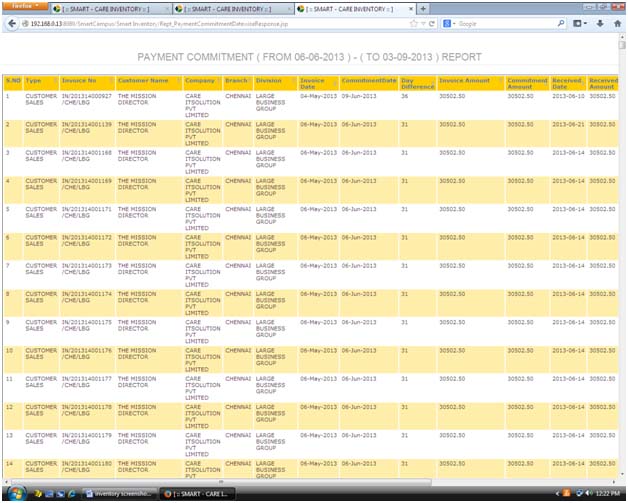 Firefox
[ :: SMART - CARE INVENTORY :: ] [ :: SMART - CARE INVENTORY :: ] [ :: SMART - CARE INVENTORY :: ]
192.168.0.13:8989/SmartCampus/Smart Inventory/Rept_PaymentCommitmentDatewiseResponse.jsp Google
PAYMENT COMMITMENT ( FROM 06-06-2013 ) - ( TO 03-09-2013 ) REPORT
S.NO Type Invoice No Customer Name Company Branch Division Invoice Date CommitmentDate Day Difference Invoice Amount Commitment Amount Received Date Received Amount
1 CUSTOMER SALES IN/201314000927/CHE/LBG THE MISSION DIRECTOR CARE ITSOLUTION PVT LIMITED CHENNAI LARGE BUSINESS GROUP 04-May-2013 09-Jun-2013 36 30502.50 30502.50 2013-06-10 30502.50
2 CUSTOMER SALES IN/201314001139/CHE/LBG THE MISSION DIRECTOR CARE ITSOLUTION PVT LIMITED CHENNAI LARGE BUSINESS GROUP 06-May-2013 06-Jun-2013 31 30502.50 30502.50 2013-06-21 30502.50
3 CUSTOMER SALES IN/201314001168/CHE/LBG THE MISSION DIRECTOR CARE ITSOLUTION PVT LIMITED CHENNAI LARGE BUSINESS GROUP 06-May-2013 06-Jun-2013 31 30502.50 30502.50 2013-06-14 30502.50
4 CUSTOMER SALES IN/201314001169/CHE/LBG THE MISSION DIRECTOR CARE ITSOLUTION PVT LIMITED CHENNAI LARGE BUSINESS GROUP 06-May-2013 06-Jun-2013 31 30502.50 30502.50 2013-06-14 30502.50
5 CUSTOMER SALES IN/201314001171/CHE/LBG THE MISSION DIRECTOR CARE ITSOLUTION PVT LIMITED CHENNAI LARGE BUSINESS GROUP 06-May-2013 06-Jun-2013 31 30502.50 30502.50 2013-06-14 30502.50
6 CUSTOMER SALES IN/201314001172/CHE/LBG THE MISSION DIRECTOR CARE ITSOLUTION PVT LIMITED CHENNAI LARGE BUSINESS GROUP 06-May-2013 06-Jun-2013 31 30502.50 30502.50 2013-06-14 30502.50
7 CUSTOMER SALES IN/201314001173/CHE/LBG THE MISSION DIRECTOR CARE ITSOLUTION PVT LIMITED CHENNAI LARGE BUSINESS GROUP 06-May-2013 06-Jun-2013 31 30502.50 30502.50 2013-06-14 30502.50
8 CUSTOMER SALES IN/201314001174/CHE/LBG THE MISSION DIRECTOR CARE ITSOLUTION PVT LIMITED CHENNAI LARGE BUSINESS GROUP 06-May-2013 06-Jun-2013 31 30502.50 30502.50 2013-06-14 30502.50
9 CUSTOMER SALES IN/201314001175/CHE/LBG THE MISSION DIRECTOR CARE ITSOLUTION PVT LIMITED CHENNAI LARGE BUSINESS GROUP 06-May-2013 06-Jun-2013 31 30502.50 30502.50 2013-06-14 30502.50
10 CUSTOMER SALES IN/201314001176/CHE/LBG THE MISSION DIRECTOR CARE ITSOLUTION PVT LIMITED CHENNAI LARGE BUSINESS GROUP 06-May-2013 06-Jun-2013 31 30502.50 30502.50 2013-06-14 30502.50
11 CUSTOMER SALES IN/201314001177/CHE/LBG THE MISSION DIRECTOR CARE ITSOLUTION PVT LIMITED CHENNAI LARGE BUSINESS GROUP 06-May-2013 06-Jun-2013 31 30502.50 30502.50 2013-06-14 30502.50
12 CUSTOMER SALES IN/201314001178/CHE/LBG THE MISSION DIRECTOR CARE ITSOLUTION PVT LIMITED CHENNAI LARGE BUSINESS GROUP 06-May-2013 06-Jun-2013 31 30502.50 30502.50 2013-06-14 30502.50
13 CUSTOMER SALES IN/201314001179/CHE/LBG THE MISSION DIRECTOR CARE ITSOLUTION PVT LIMITED CHENNAI LARGE BUSINESS GROUP 06-May-2013 06-Jun-2013 31 30502.50 30502.50 2013-06-14 30502.50
14 CUSTOMER SALES IN/201314001180/CHE/LBG THE MISSION DIRECTOR CARE ITSOLUTION CHENNAI LARGE BUSINESS 06-May-2013 06-Jun-2013 31 30502.50 30502.50 2013-06-14 30502.50
inventory screensho... [ :: SMART - CARE I... 12:22 PM